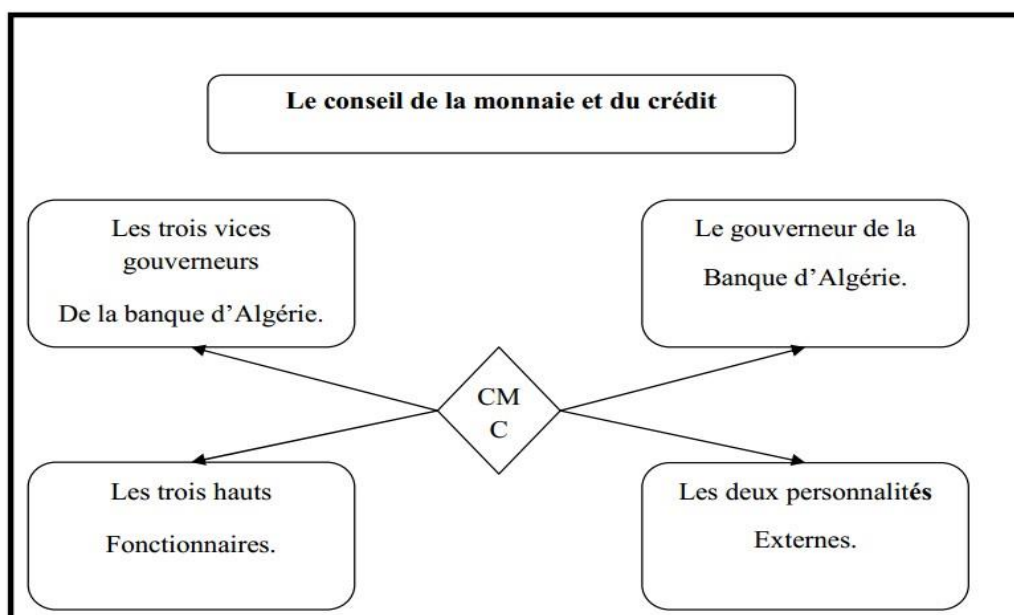 Le conseil de la monnaie et du crédit
Les trois vices
gouverneurs
De la banque d’Algérie.
Le gouverneur de la
Banque d’Algérie.
CM
C
Les trois hauts
Fonctionnaires.
Les deux personnalités
Externes.